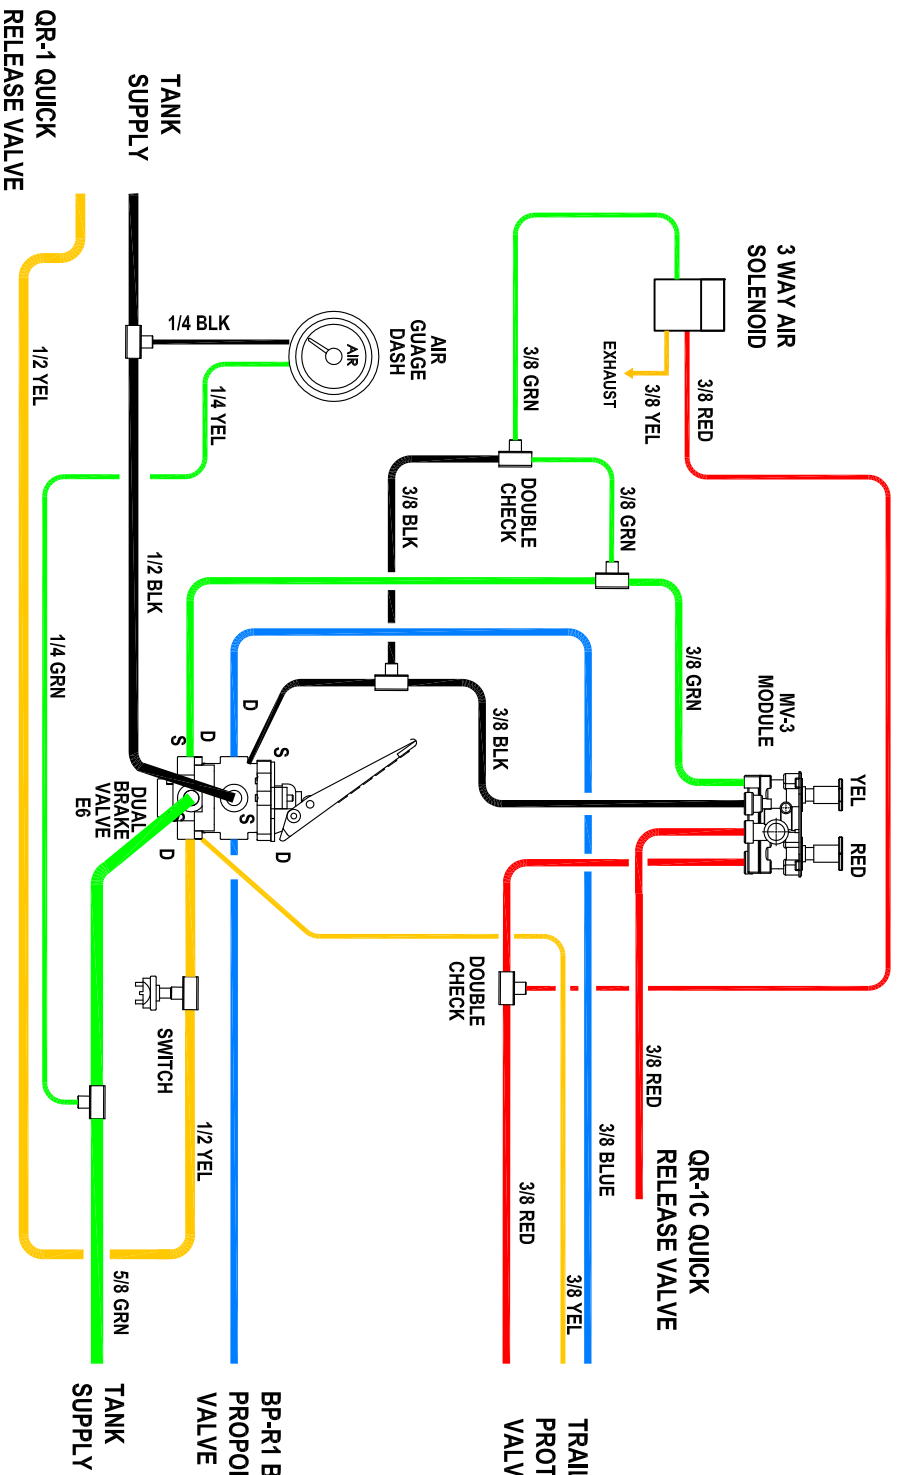 QR-1 QUICK
RELEASE VALVE
TANK
SUPPLY
3 WAY AIR
SOLENOID
1/4 BLK
AIR
GUAGE
DASH
AIR
EXHAUST
3/8 YEL
3/8 RED
3/8 GRN
1/2 YEL
1/4 YEL
DOUBLE
CHECK
3/8 BLK
3/8 GRN
1/2 BLK
1/4 GRN
3/8 GRN
MV-3
MODULE
3/8 BLK
YEL
RED
D
S
D
S
S
S
D
D
DUAL
BRAKE
VALVE
E6
DOUBLE
CHECK
SWITCH
3/8 RED
1/2 YEL
3/8 BLUE
3/8 RED
QR-1C QUICK
RELEASE VALVE
3/8 YEL
5/8 GRN
TANK
SUPPLY
BP-R1 B
PROPO
VALVE
TRAIL
PROT
VALV